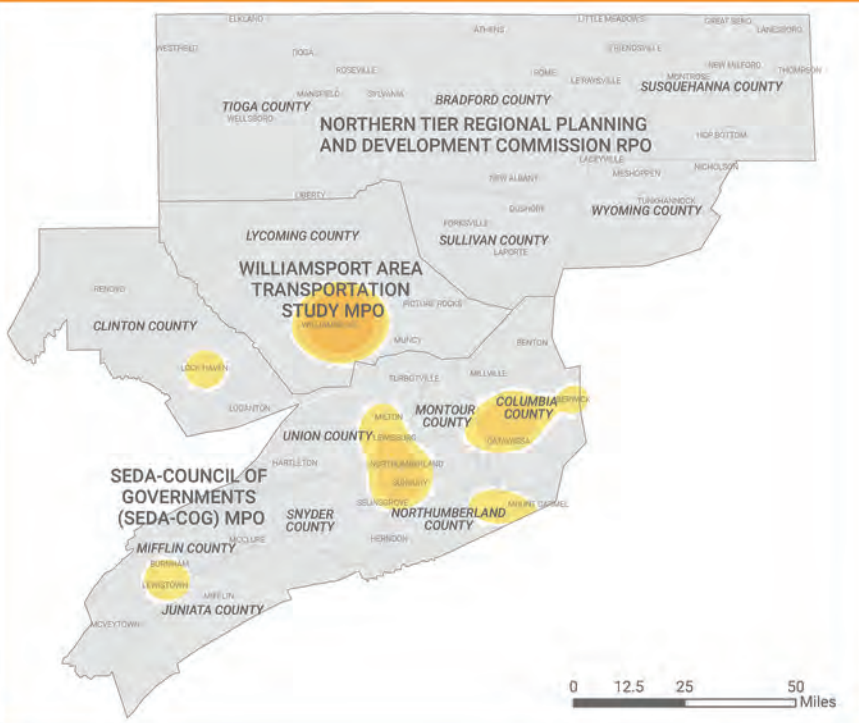 ELKLAND
LITTLE MEADOWS
GREAT BEND
LANESBORO
ATHENS
WESTFIELD
TIOGA
FRIENDSVILLE
ROSEVILLE
ROME
NEW MILFORD
THOMPSON
LERAYSVILLE
MONTROSE
SUSQUEHANNA COUNTY
MANSFIELD
SYLVANIA
BRADFORD COUNTY
TIOGA COUNTY
WELLSBORO
NORTHERN TIER REGIONAL PLANNING
AND DEVELOPMENT COMMISSION RPO
HOP BOTTOM
LACEYVILLE
NICHOLSON
MESHOPPEN
NEW ALBANY
LIBERTY
TUNKHANNOCK
DUSHORE
WYOMING COUNTY
FORKSVILLE
LYCOMING COUNTY
SULLIVAN COUNTY
LAPORTE
WILLIAMSPORT AREA
TRANSPORTATION
STUDY MPO
RENOVO
PICTURE ROCKS
CLINTON COUNTY
WILLIAMSPORT
MUNCY
BENTON
LOCK HAVEN
TURBOTVILLE
MILLVILLE
COLUMBIA
COUNTY
BERWICK
LOGANTON
MONTOUR
COUNTY
MILTON
UNION COUNTY
LEWISBURG
CATAWISSA
HARTLETON
NORTHUMBERLAND
SEDA-COUNCIL OF
GOVERNMENTS
(SEDA-COG) MPO
SUNBURY
SELINSGROVE
SNYDER
COUNTY
NORTHUMBERLAND
COUNTY
MOUNT CARMEL
MCCLURE
HERNDON
MIFFLIN COUNTY
BURNHAM
LEWISTOWN
MIFFLIN
JUNIATA COUNTY
MCVEYTOWN
0 12.5 25 50
Miles